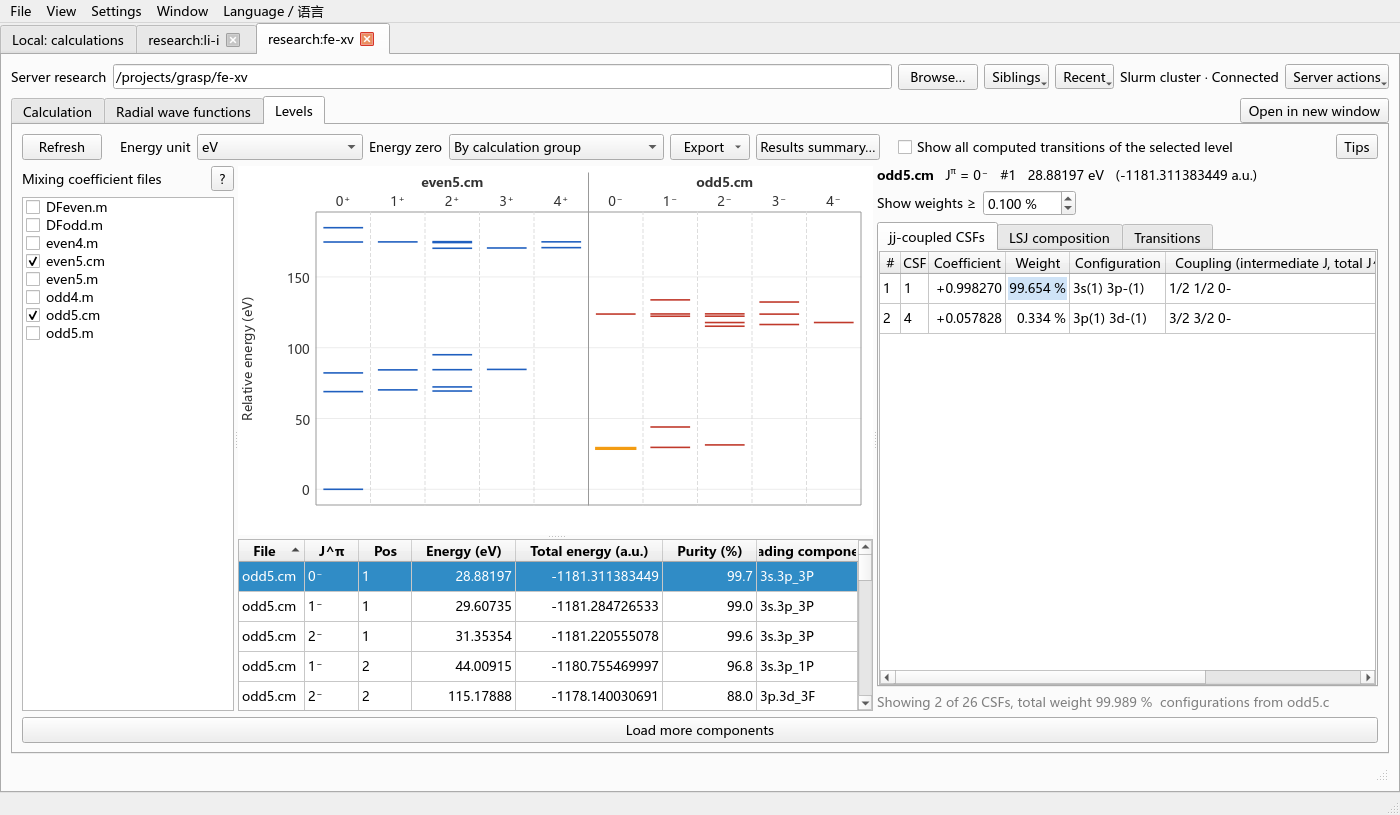 File View Settings Window Language / 语言
Local: calculations research:li-i research:fe-xv
Server research /projects/grasp/fe-xv Browse... Siblings Recent Slurm cluster · Connected Server actions
Calculation Radial wave functions Levels Open in new window
Refresh Energy unit eV Energy zero By calculation group Export Results summary... Show all computed transitions of the selected level Tips
Mixing coefficient files ?
DFeven.m
DFodd.m
even4.m
even5.cm
even5.m
odd4.m
odd5.cm
odd5.m
even5.cm odd5.cm
0⁺ 1⁺ 2⁺ 3⁺ 4⁺ 0⁻ 1⁻ 2⁻ 3⁻ 4⁻
Relative energy (eV)
150
100
50
0
File J^π Pos Energy (eV) Total energy (a.u.) Purity (%) ading compone
odd5.cm 0⁻ 1 28.88197 -1181.311383449 99.7 3s.3p_3P
odd5.cm 1⁻ 1 29.60735 -1181.284726533 99.0 3s.3p_3P
odd5.cm 2⁻ 1 31.35354 -1181.220555078 99.6 3s.3p_3P
odd5.cm 1⁻ 2 44.00915 -1180.755469997 96.8 3s.3p_1P
odd5.cm 2⁻ 2 115.17888 -1178.140030691 88.0 3p.3d_3F
odd5.cm Jᵖ = 0⁻ #1 28.88197 eV (-1181.311383449 a.u.)
Show weights ≥ 0.100 %
jj-coupled CSFs LSJ composition Transitions
# CSF Coefficient Weight Configuration Coupling (intermediate J, total J^
1 1 +0.998270 99.654 % 3s(1) 3p-(1) 1/2 1/2 0-
2 4 +0.057828 0.334 % 3p(1) 3d-(1) 3/2 3/2 0-
Showing 2 of 26 CSFs, total weight 99.989 % configurations from odd5.c
Load more components